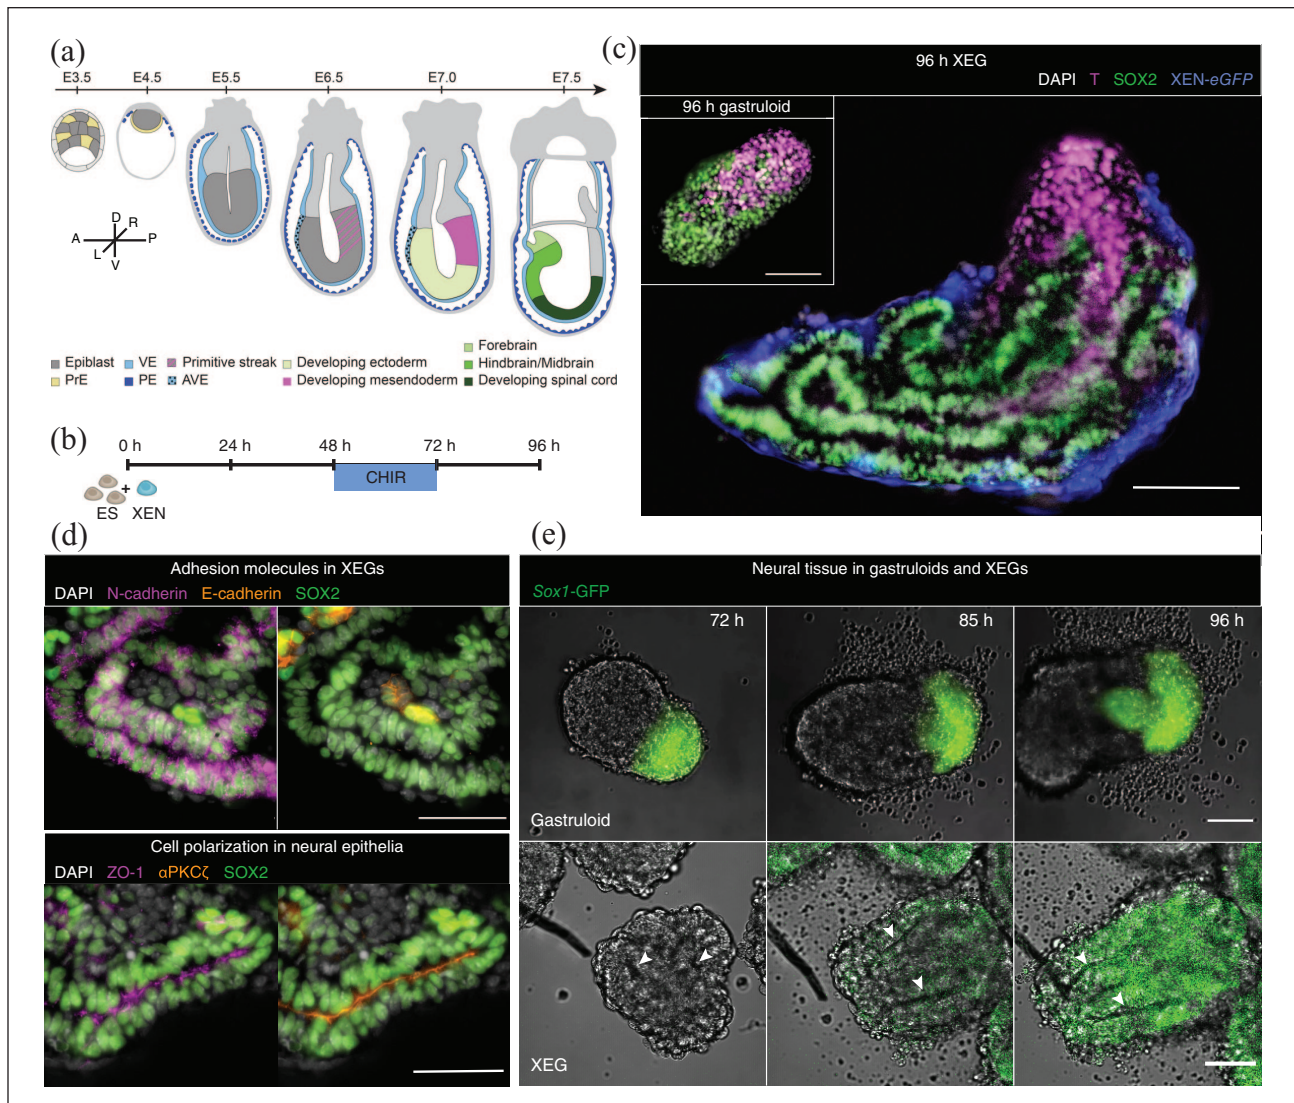 (a)
E3.5 E4.5 E5.5 E6.5 E7.0 E7.5
D
R
A P
L
V
Forebrain
Epiblast VE Primitive streak Developing ectoderm Hindbrain/Midbrain
PrE PE AVE Developing mesendoderm Developing spinal cord
(b)
0 h 24 h 48 h 72 h 96 h
CHIR
+
ES XEN
(c)
96 h XEG
DAPI T SOX2 XEN-eGFP
96 h gastruloid
(d)
Adhesion molecules in XEGs
DAPI N-cadherin E-cadherin SOX2
Cell polarization in neural epithelia
DAPI ZO-1 αPKCζ SOX2
(e)
Neural tissue in gastruloids and XEGs
Sox1-GFP
72 h 85 h 96 h
Gastruloid
XEG